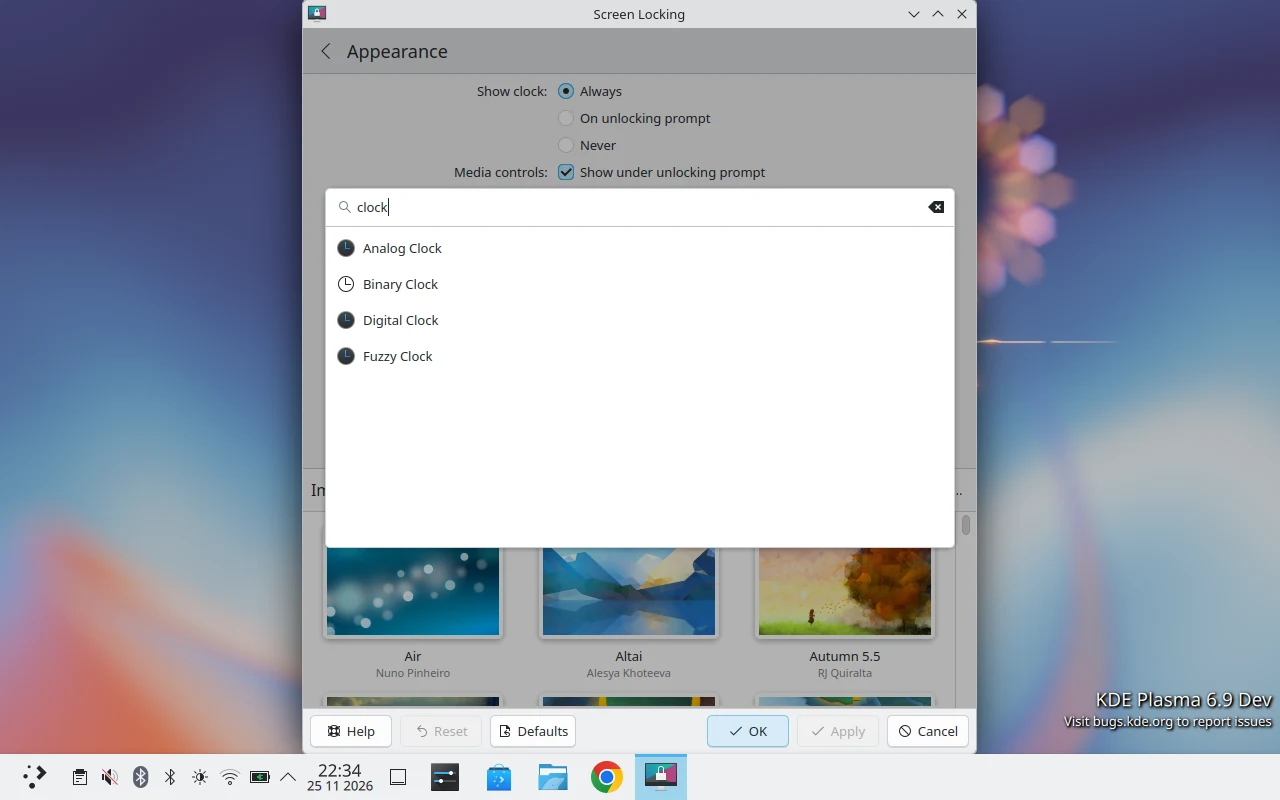 Screen Locking
Appearance
Show clock: Always
On unlocking prompt
Never
Media controls: Show under unlocking prompt
clock
Analog Clock
Binary Clock
Digital Clock
Fuzzy Clock
Air
Nuno Pinheiro
Altai
Alesya Khoteeva
Autumn 5.5
RJ Quiralta
Help
Reset
Defaults
OK
Apply
Cancel
KDE Plasma 6.9 Dev
Visit bugs.kde.org to report issues
22:34
25 11 2026